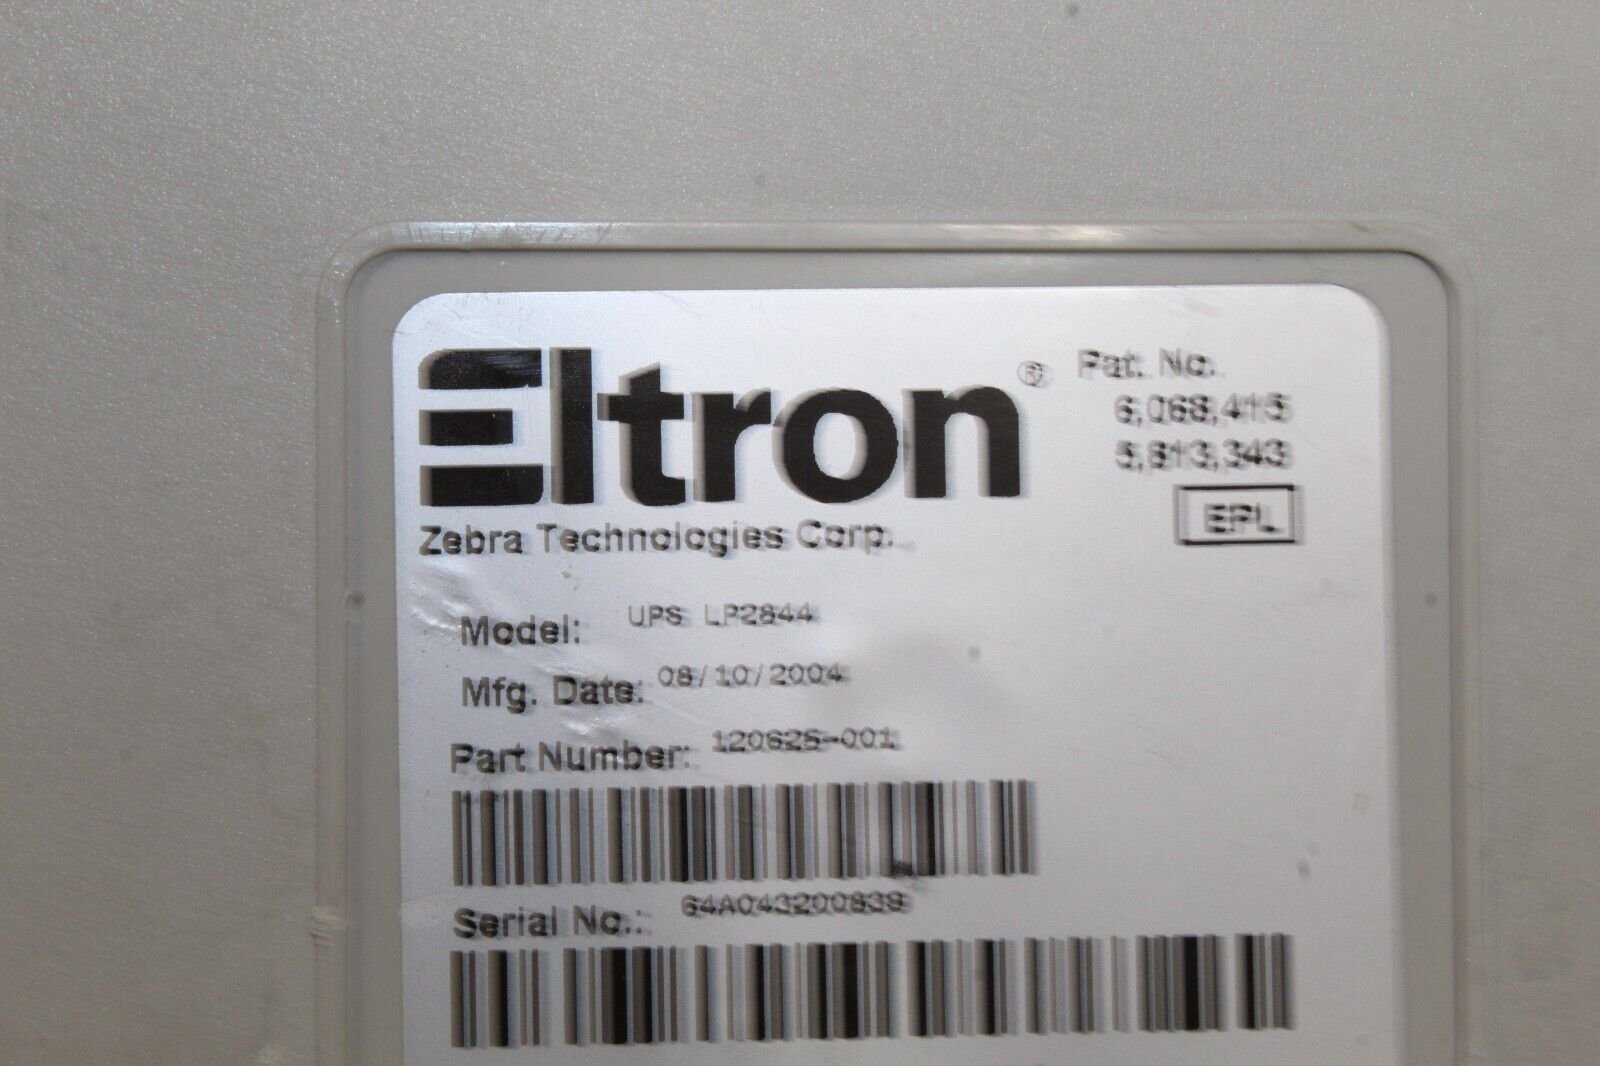 Eltron®
Pat. No.
6,068,415
5,813,343
EPL
Zebra Technologies Corp.
Model: UPS LP2844
Mfg. Date: 08/10/2004
Part Number: 120625-001
Serial No.: 64A043200839